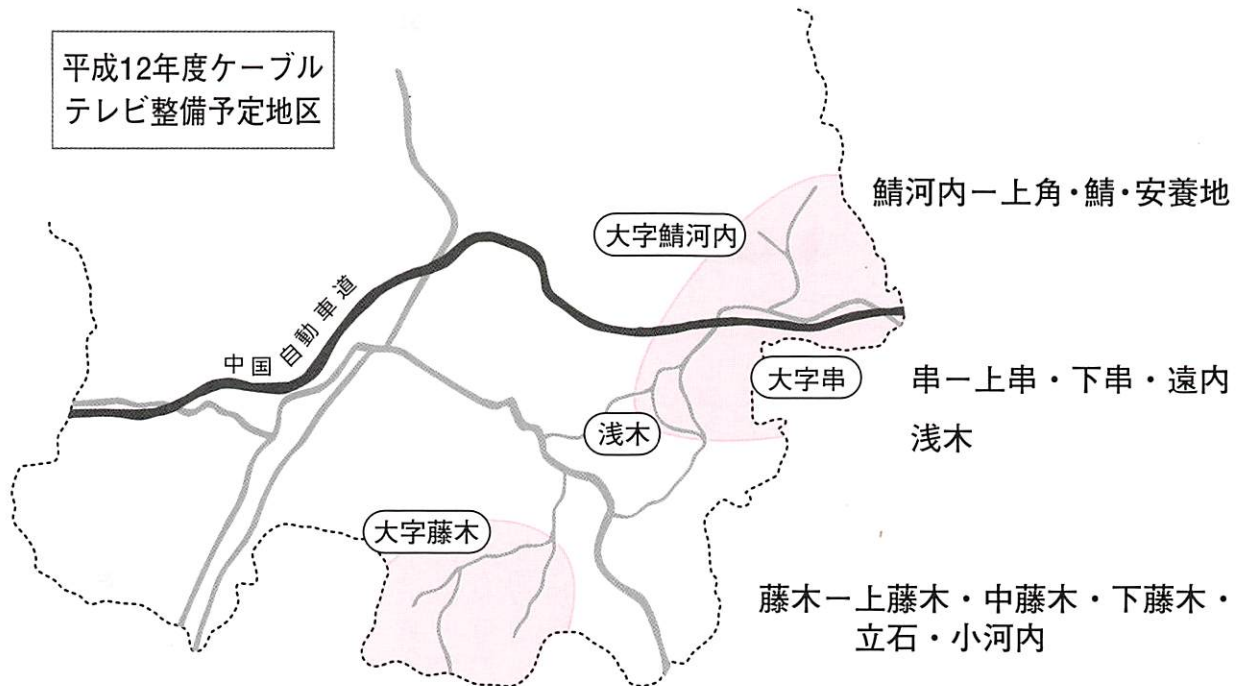 平成12年度ケーブル
テレビ整備予定地区
鯖河内ー上角・鯖・安養地
大字鯖河内
中国自動車道
大字串
串ー上串・下串・遠内
浅木
浅木
大字藤木
藤木ー上藤木・中藤木・下藤木・
立石・小河内